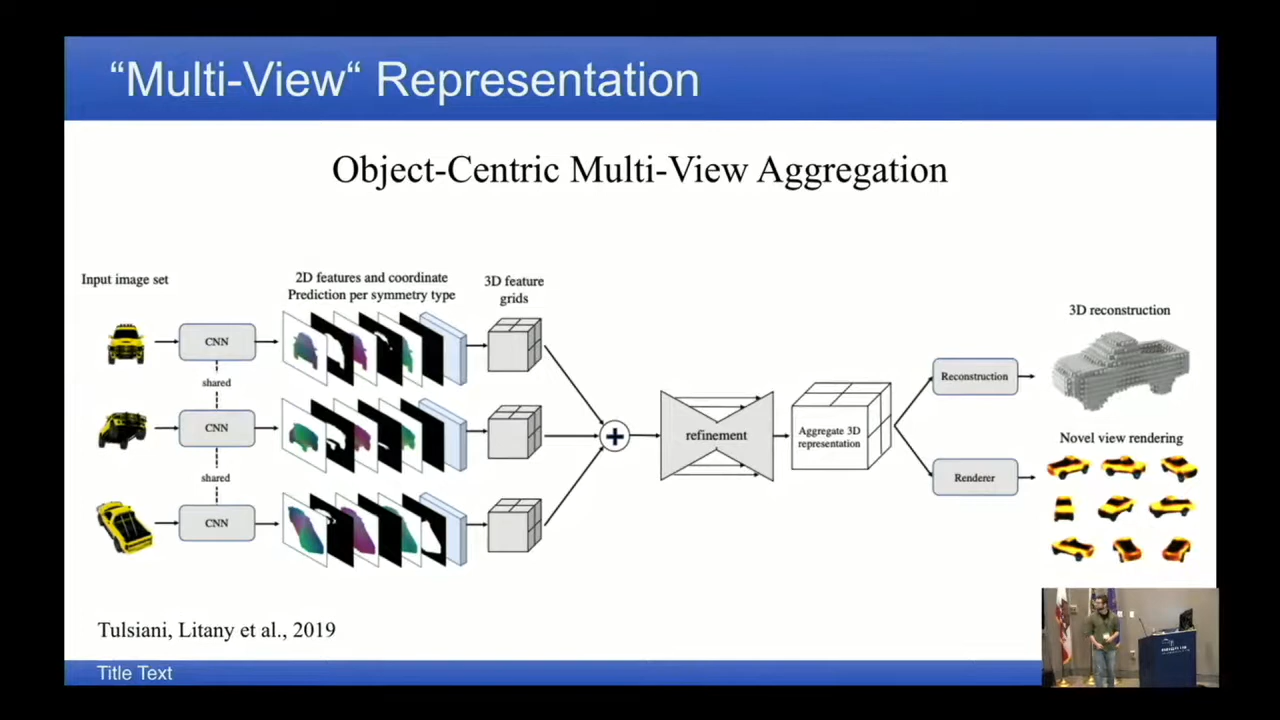 “Multi-View“ Representation
Object-Centric Multi-View Aggregation
Input image set
2D features and coordinate
Prediction per symmetry type
3D feature
grids
CNN
shared
CNN
shared
CNN
refinement
Aggregate 3D
representation
Reconstruction
Renderer
3D reconstruction
Novel view rendering
Tulsiani, Litany et al., 2019
Title Text